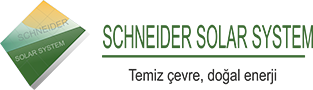 SCHNEIDER
SOLAR SYSTEM
SCHNEIDER SOLAR SYSTEM
Temiz çevre, doğal enerji